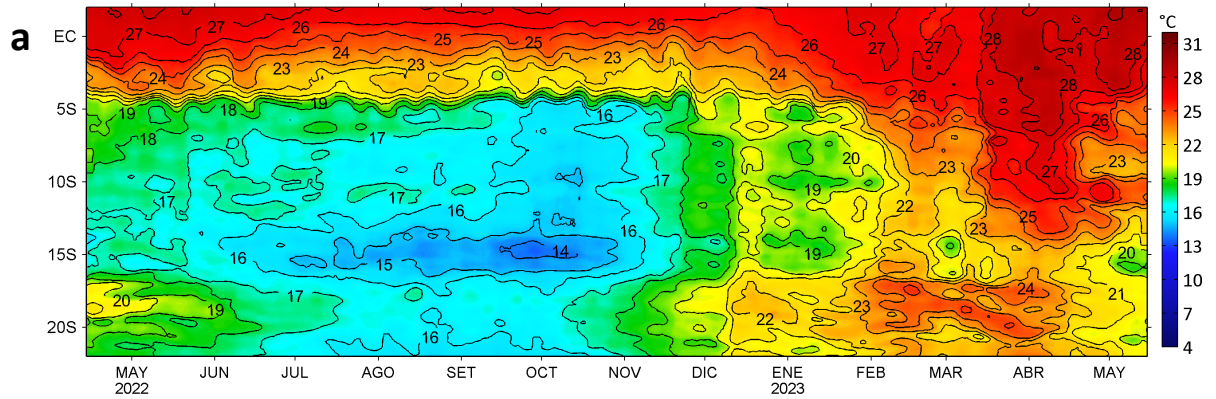 a
°C
EC
5S
10S
15S
20S
27 27 26 25 25 26 26 27 27 28 28
24 24 23 23 24 23 24 26 28
19 18 19 16 26
18 17 20 23
17 17 17 19 22 27
16 16 16 23 25
16 15 14 19 20
20 19 17 22 23 24 21
16
31
28
25
22
19
16
13
10
7
4
MAY JUN JUL AGO SET OCT NOV DIC ENE FEB MAR ABR MAY
2022 2023